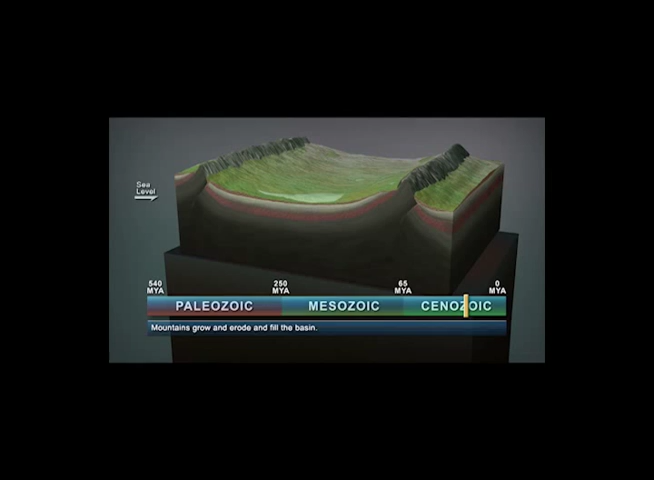 Sea
Level
540 250 65 0
MYA MYA MYA MYA
PALEOZOIC MESOZOIC CENOZOIC
Mountains grow and erode and fill the basin.